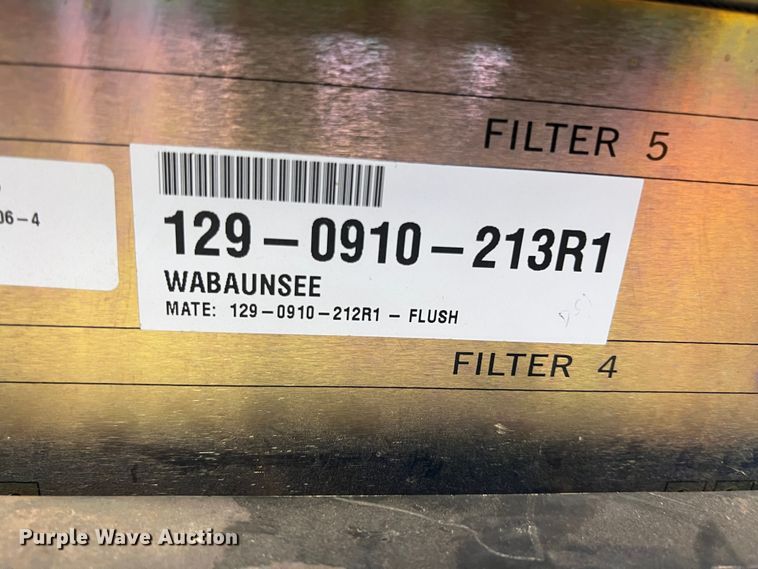 FILTER 5
06-4
129-0910-213R1
WABAUNSEE
MATE: 129-0910-212R1 - FLUSH
FILTER 4
Purple Wave Auction